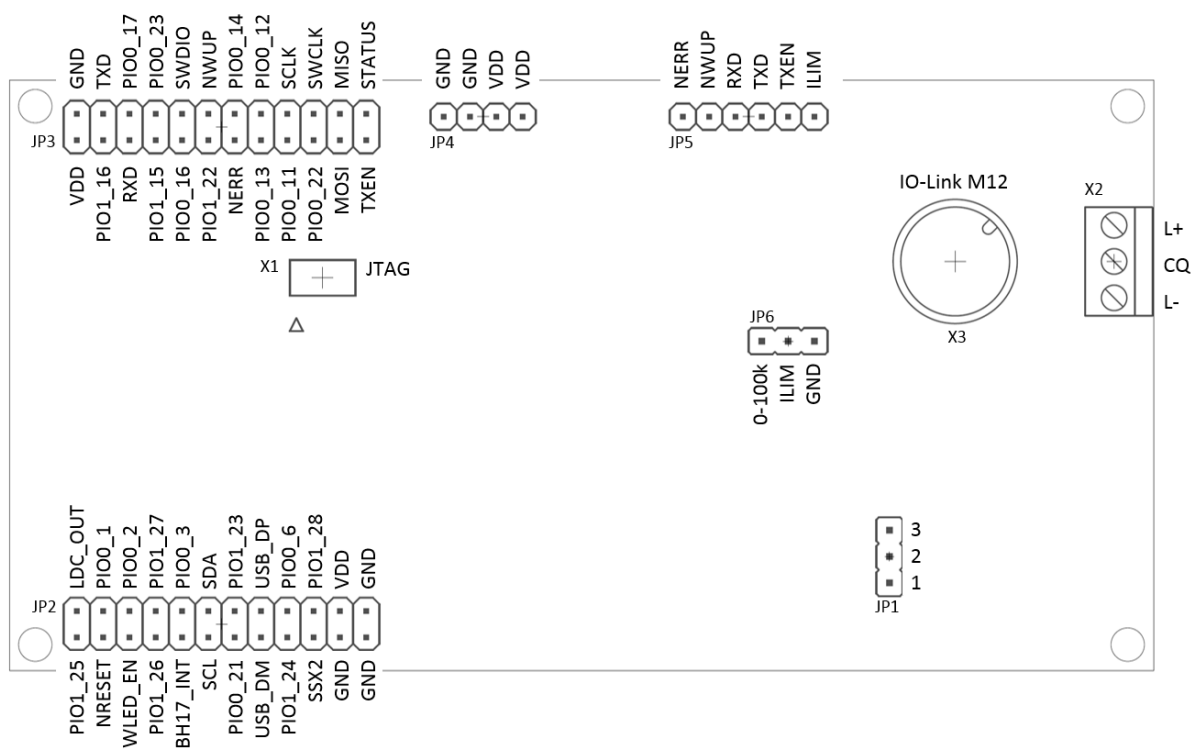 GND
TXD
PIO0_17
PIO0_23
SWDIO
NWUP
PIO0_14
PIO0_12
SCLK
SWCLK
MISO
STATUS
JP3
VDD
PIO1_16
RXD
PIO1_15
PIO0_16
PIO1_22
NERR
PIO0_13
PIO0_11
PIO0_22
MOSI
TXEN
GND
GND
VDD
VDD
JP4
NERR
NWUP
RXD
TXD
TXEN
ILIM
JP5
IO-Link M12
X3
X2
L+
CQ
L-
X1
JTAG
JP6
0-100k
ILIM
GND
LDC_OUT
PIO0_1
PIO0_2
PIO1_27
PIO0_3
SDA
PIO1_23
USB_DP
PIO0_6
PIO1_28
VDD
GND
JP2
PIO1_25
NRESET
WLED_EN
PIO1_26
BH17_INT
SCL
PIO0_21
USB_DM
PIO1_24
SSX2
GND
GND
3
2
1
JP1